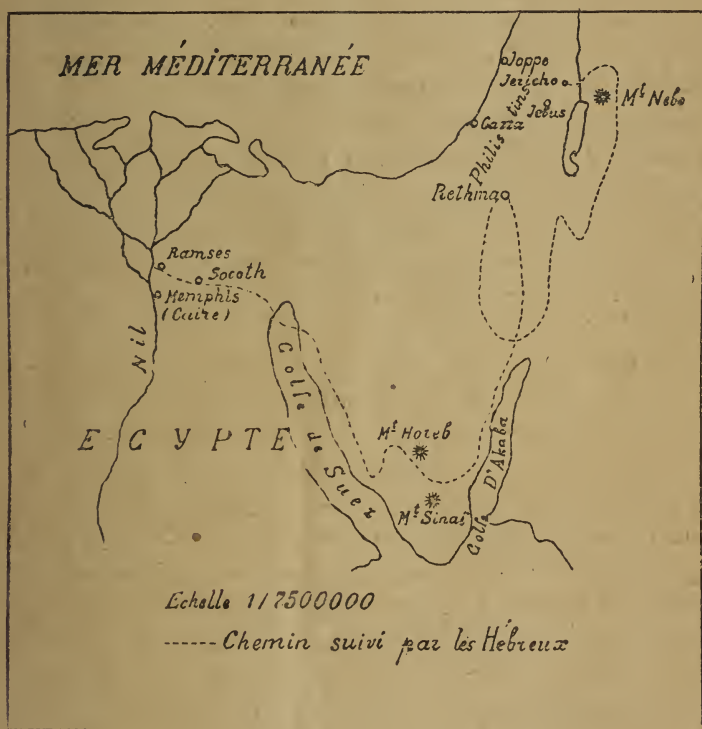 MER MÉDITERRANÉE
Joppe
Jericho
Mt Nebo
Jébus
Gaza
Philistins
Rethma
Ramses
Socoth
Memphis
(Caire)
Nil
Golfe de Suez
EGYPTE
Mt Horeb
Golfe D'Akaba
Mt Sinaï
Echelle 1/7500000
------ Chemin suivi par les Hébreux